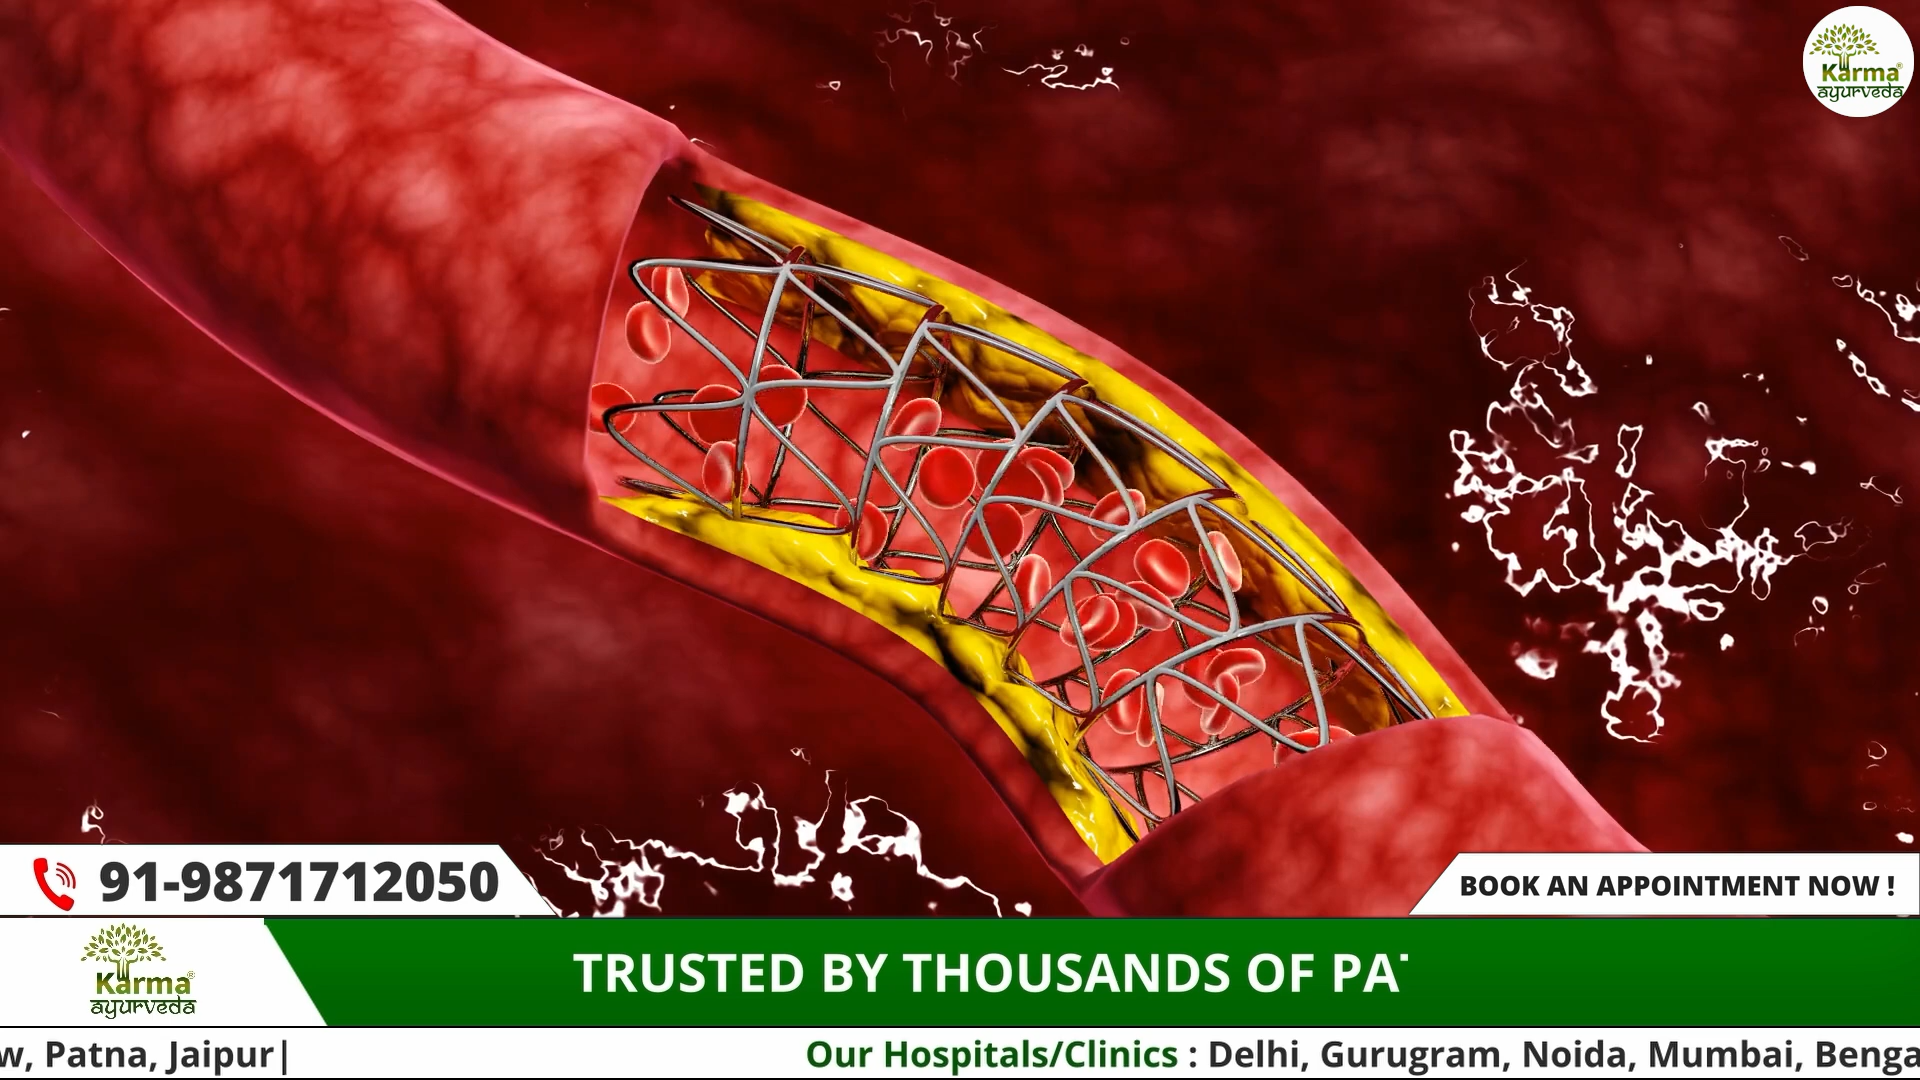 Karma®
ayurveda
91-9871712050
BOOK AN APPOINTMENT NOW !
Karma®
ayurveda
TRUSTED BY THOUSANDS OF PA
w, Patna, Jaipur|
Our Hospitals/Clinics : Delhi, Gurugram, Noida, Mumbai, Benga